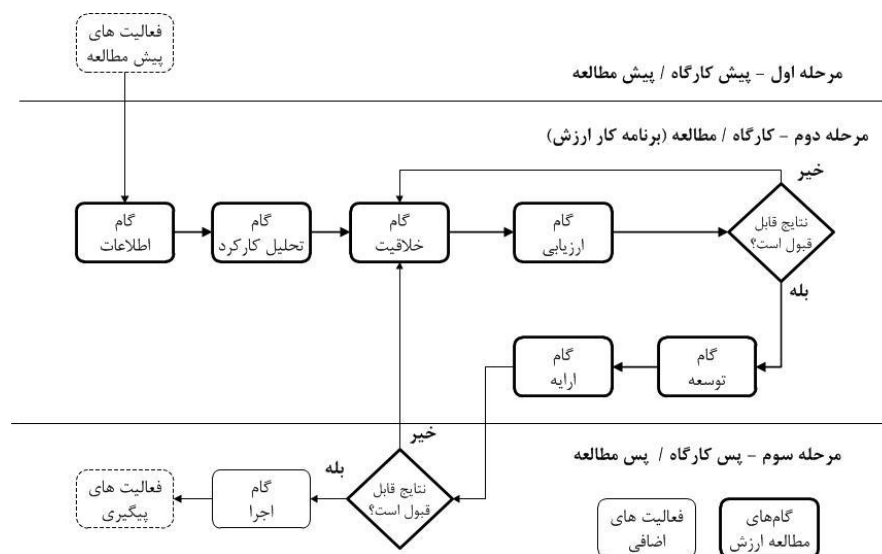 فعالیت های
پیش مطالعه
مرحله اول - پیش کارگاه / پیش مطالعه
مرحله دوم - کارگاه / مطالعه (برنامه کار ارزش)
خیر
گام
اطلاعات
گام
تحلیل کارکرد
گام
خلاقیت
گام
ارزیابی
نتایج قابل
قبول است؟
بله
گام
توسعه
گام
ارایه
خیر
مرحله سوم - پس کارگاه / پس مطالعه
بله
نتایج قابل
قبول است؟
گام
اجرا
فعالیت های
پیگیری
گام‌های
مطالعه ارزش
فعالیت های
اضافی